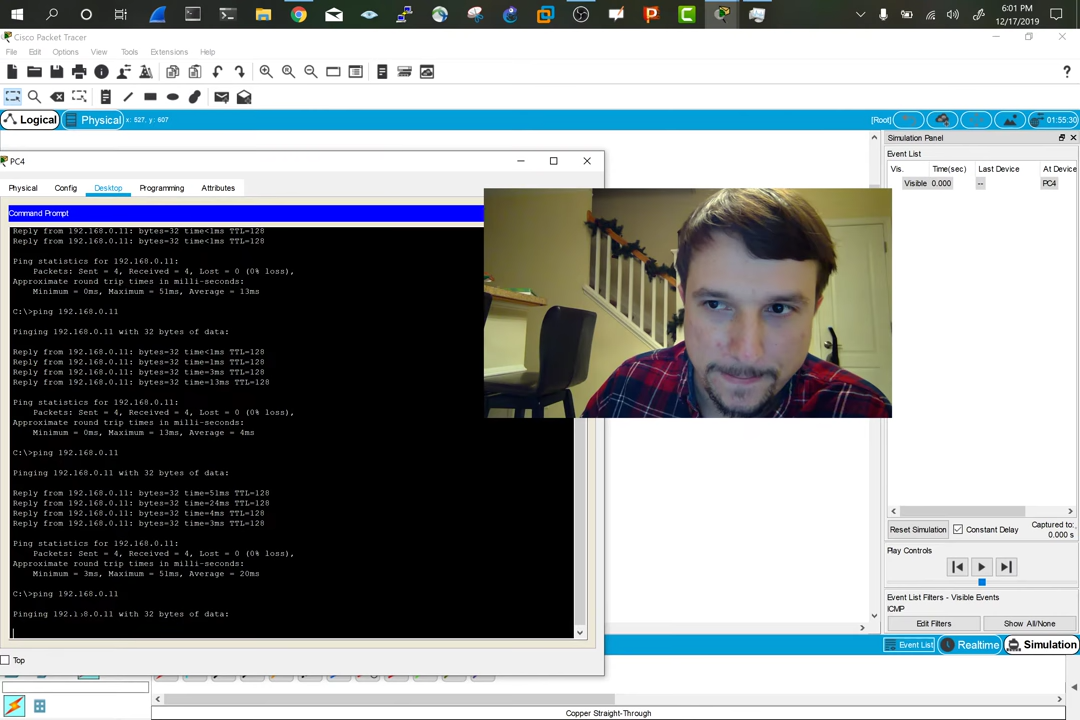 6:01 PM
12/17/2019
Cisco Packet Tracer
File Edit Options View Tools Extensions Help
Logical Physical x: 527, y: 607 [Root] 01:55:30
PC4
Physical Config Desktop Programming Attributes
Command Prompt
Reply from 192.168.0.11: bytes=32 time<1ms TTL=128
Reply from 192.168.0.11: bytes=32 time<1ms TTL=128
Ping statistics for 192.168.0.11:
Packets: Sent = 4, Received = 4, Lost = 0 (0% loss),
Approximate round trip times in milli-seconds:
Minimum = 0ms, Maximum = 51ms, Average = 13ms
C:\>ping 192.168.0.11
Pinging 192.168.0.11 with 32 bytes of data:
Reply from 192.168.0.11: bytes=32 time<1ms TTL=128
Reply from 192.168.0.11: bytes=32 time=1ms TTL=128
Reply from 192.168.0.11: bytes=32 time=3ms TTL=128
Reply from 192.168.0.11: bytes=32 time=13ms TTL=128
Ping statistics for 192.168.0.11:
Packets: Sent = 4, Received = 4, Lost = 0 (0% loss),
Approximate round trip times in milli-seconds:
Minimum = 0ms, Maximum = 13ms, Average = 4ms
C:\>ping 192.168.0.11
Pinging 192.168.0.11 with 32 bytes of data:
Reply from 192.168.0.11: bytes=32 time=51ms TTL=128
Reply from 192.168.0.11: bytes=32 time=24ms TTL=128
Reply from 192.168.0.11: bytes=32 time=4ms TTL=128
Reply from 192.168.0.11: bytes=32 time=3ms TTL=128
Ping statistics for 192.168.0.11:
Packets: Sent = 4, Received = 4, Lost = 0 (0% loss),
Approximate round trip times in milli-seconds:
Minimum = 3ms, Maximum = 51ms, Average = 20ms
C:\>ping 192.168.0.11
Pinging 192.168.0.11 with 32 bytes of data:
Top
Simulation Panel
Event List
Vis. Time(sec) Last Device At Device
Visible 0.000 -- PC4
Reset Simulation Constant Delay Captured to:
0.000 s
Play Controls
Event List Filters - Visible Events
ICMP
Edit Filters Show All/None
Event List Realtime Simulation
Copper Straight-Through